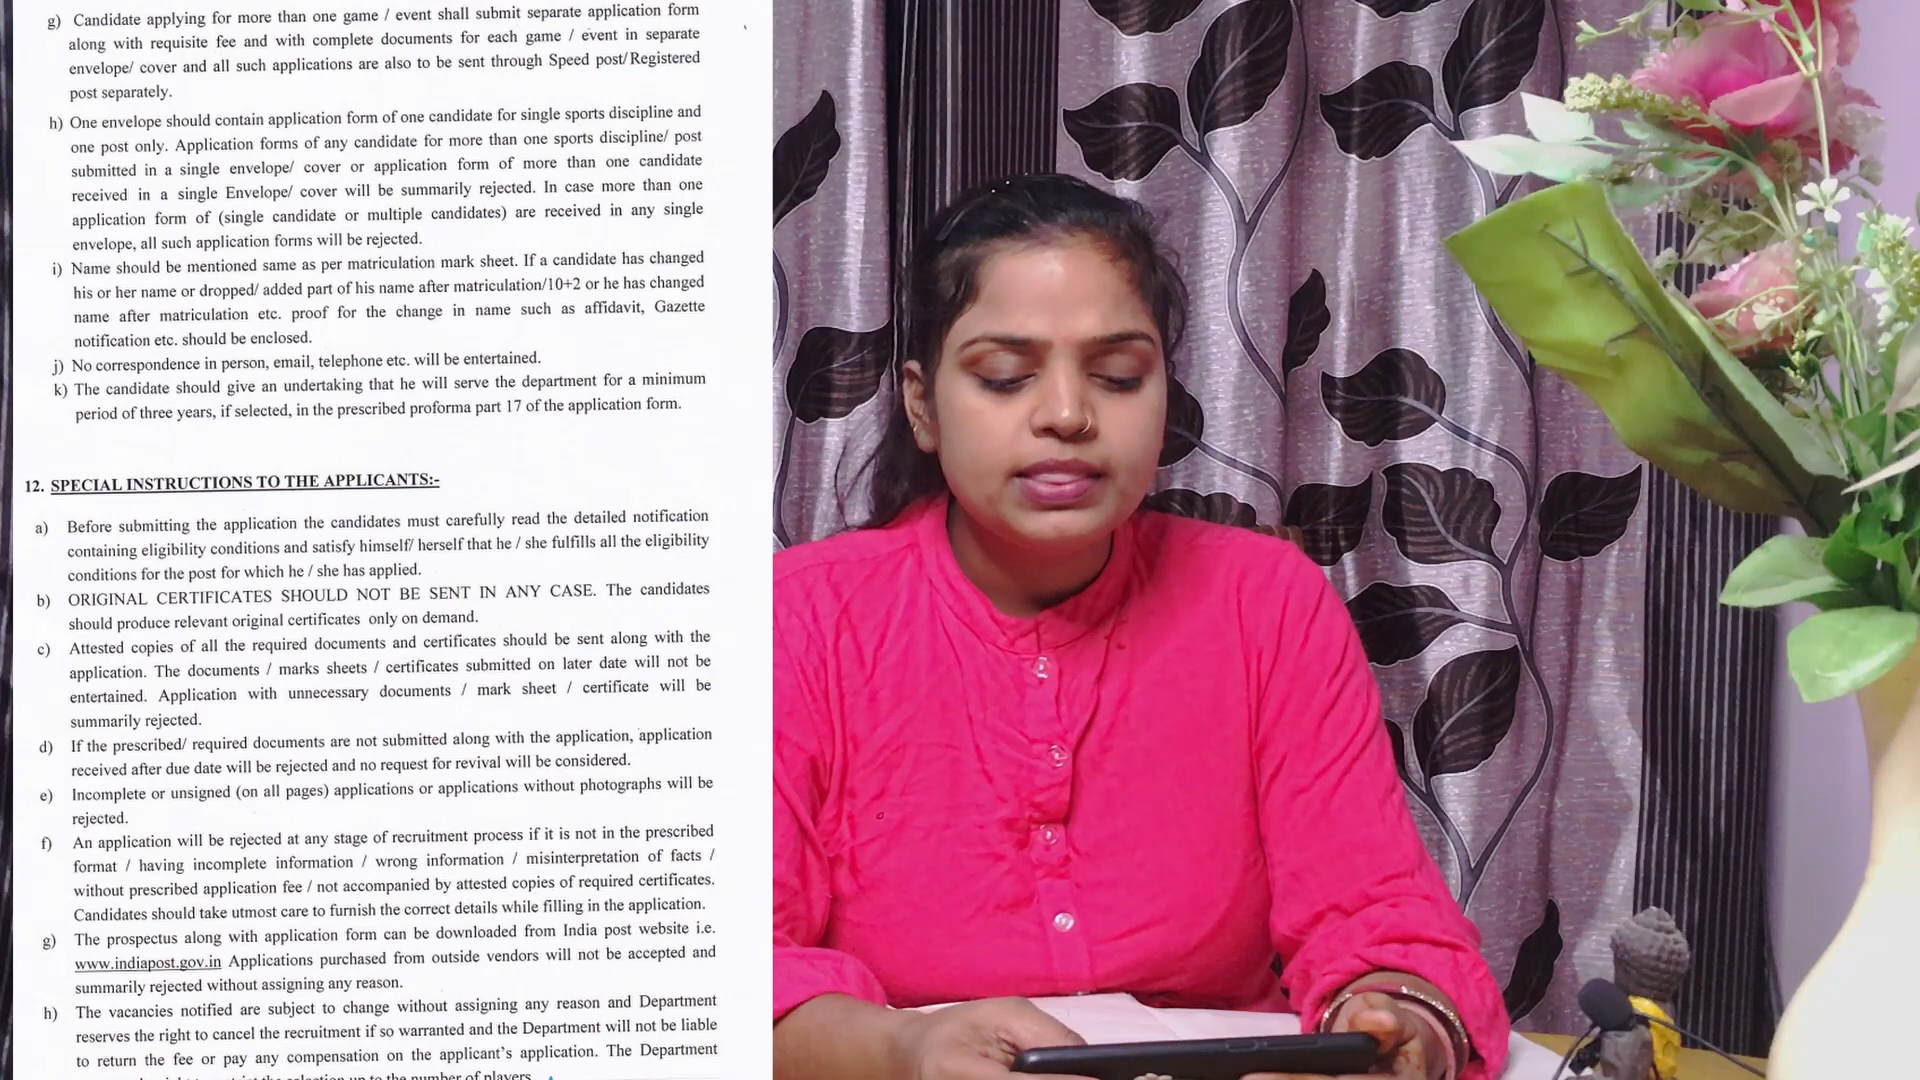 g) Candidate applying for more than one game / event shall submit separate application form
along with requisite fee and with complete documents for each game / event in separate
envelope/ cover and all such applications are also to be sent through Speed post/Registered
post separately.
h) One envelope should contain application form of one candidate for single sports discipline and
one post only. Application forms of any candidate for more than one sports discipline/ post
submitted in a single envelope/ cover or application form of more than one candidate
received in a single Envelope/ cover will be summarily rejected. In case more than one
application form of (single candidate or multiple candidates) are received in any single
envelope, all such application forms will be rejected.
i) Name should be mentioned same as per matriculation mark sheet. If a candidate has changed
his or her name or dropped/ added part of his name after matriculation/10+2 or he has changed
name after matriculation etc. proof for the change in name such as affidavit, Gazette
notification etc. should be enclosed.
j) No correspondence in person, email, telephone etc. will be entertained.
k) The candidate should give an undertaking that he will serve the department for a minimum
period of three years, if selected, in the prescribed proforma part 17 of the application form.
12. SPECIAL INSTRUCTIONS TO THE APPLICANTS:-
a) Before submitting the application the candidates must carefully read the detailed notification
containing eligibility conditions and satisfy himself/ herself that he / she fulfills all the eligibility
conditions for the post for which he / she has applied.
b) ORIGINAL CERTIFICATES SHOULD NOT BE SENT IN ANY CASE. The candidates
should produce relevant original certificates only on demand.
c) Attested copies of all the required documents and certificates should be sent along with the
application. The documents / marks sheets / certificates submitted on later date will not be
entertained. Application with unnecessary documents / mark sheet / certificate will be
summarily rejected.
d) If the prescribed/ required documents are not submitted along with the application, application
received after due date will be rejected and no request for revival will be considered.
e) Incomplete or unsigned (on all pages) applications or applications without photographs will be
rejected.
f) An application will be rejected at any stage of recruitment process if it is not in the prescribed
format / having incomplete information / wrong information / misinterpretation of facts /
without prescribed application fee / not accompanied by attested copies of required certificates.
Candidates should take utmost care to furnish the correct details while filling in the application.
g) The prospectus along with application form can be downloaded from India post website i.e.
www.indiapost.gov.in Applications purchased from outside vendors will not be accepted and
summarily rejected without assigning any reason.
h) The vacancies notified are subject to change without assigning any reason and Department
reserves the right to cancel the recruitment if so warranted and the Department will not be liable
to return the fee or pay any compensation on the applicant's application. The Department
the number of players